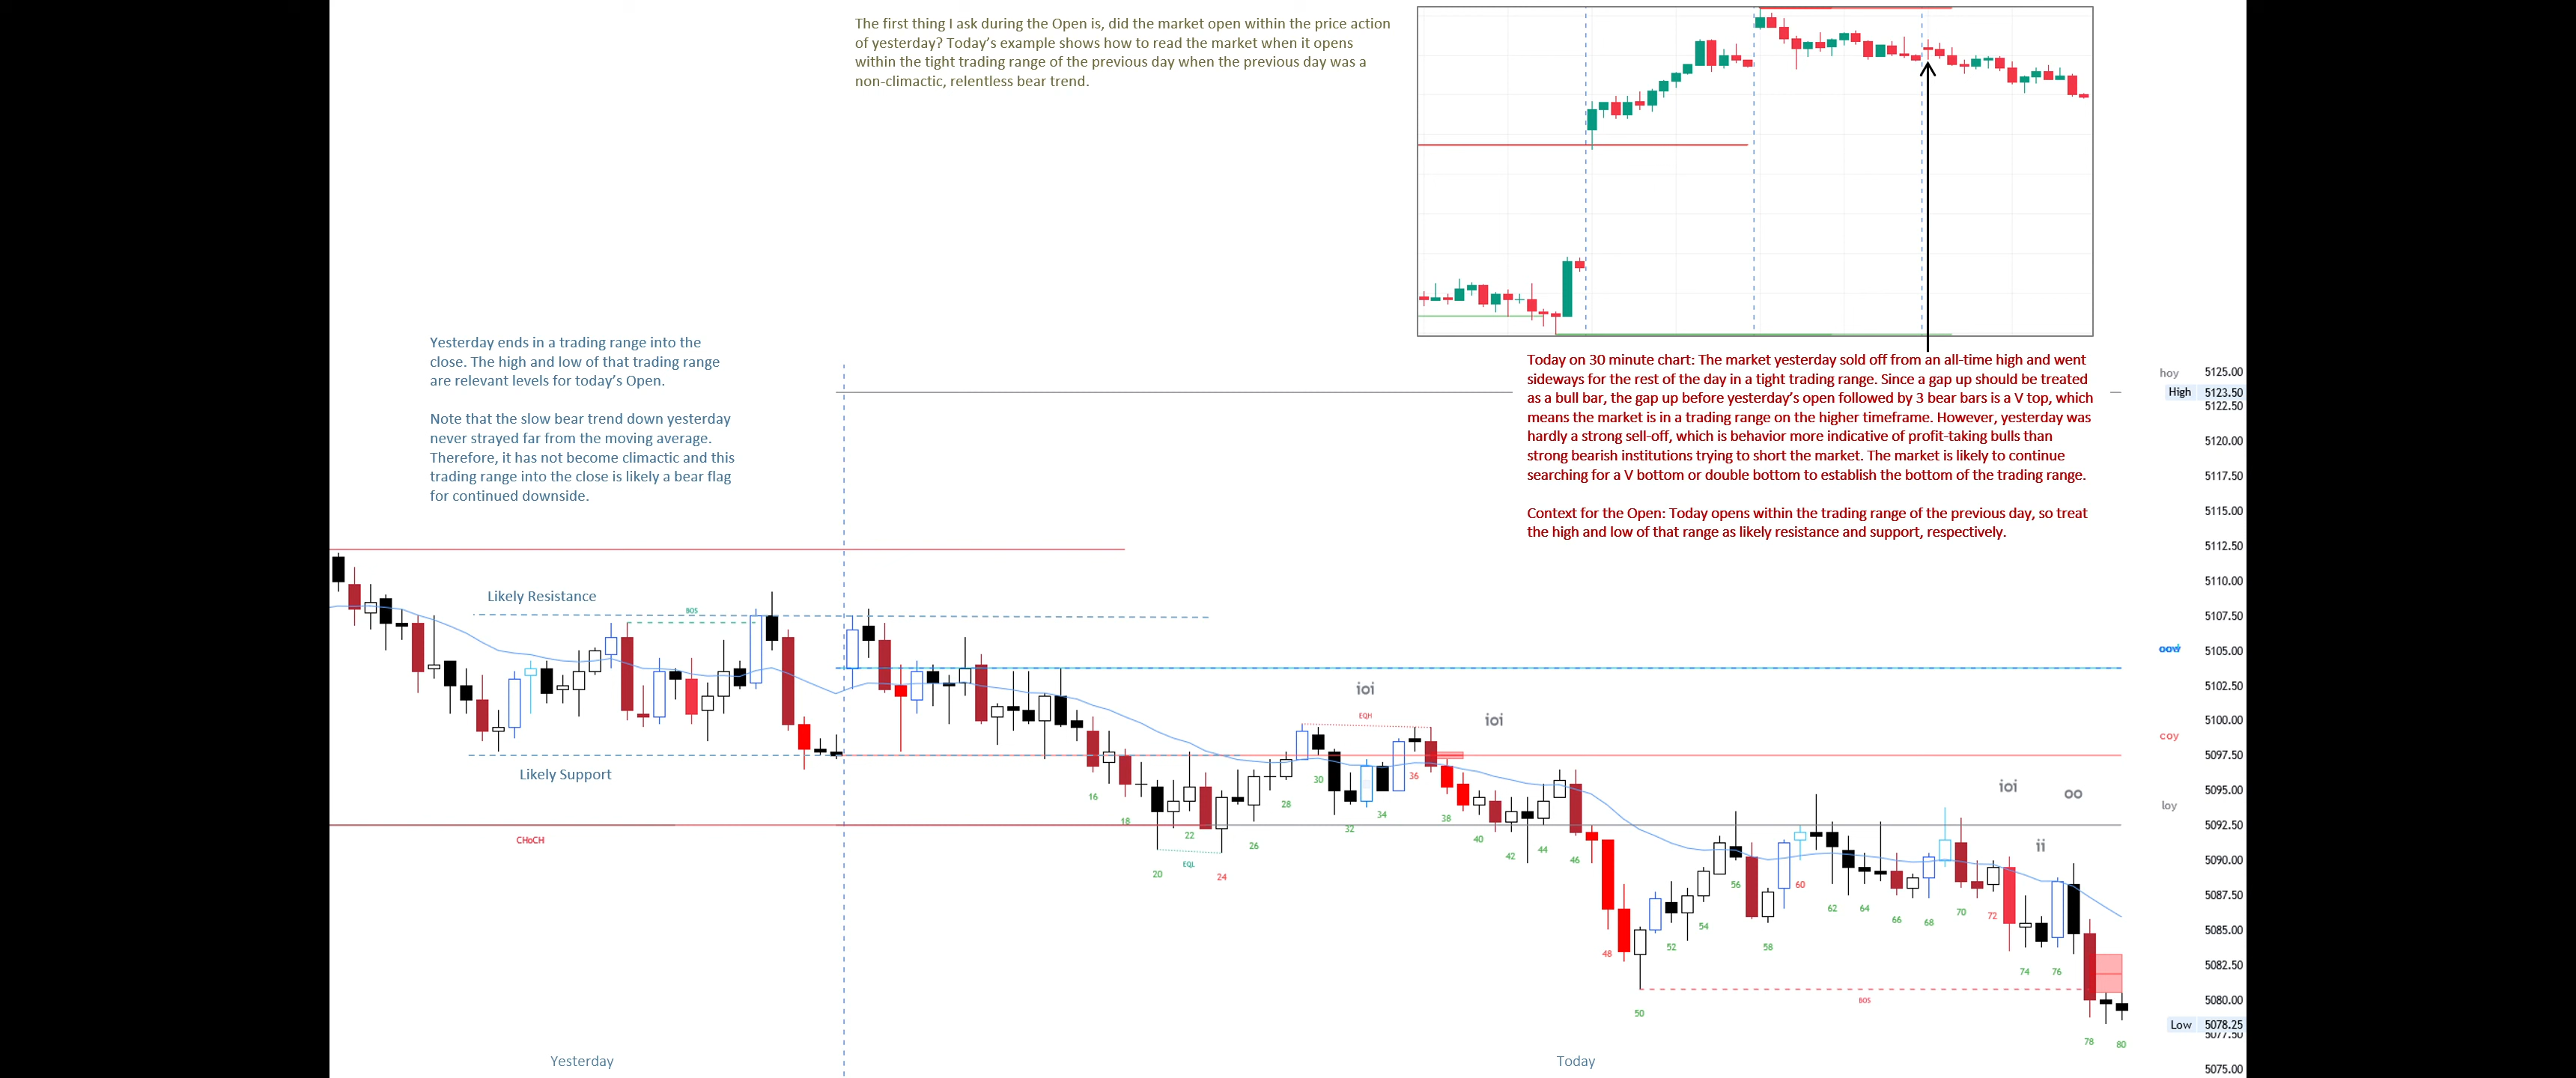 The first thing I ask during the Open is, did the market open within the price action
of yesterday? Today's example shows how to read the market when it opens
within the tight trading range of the previous day when the previous day was a
non-climactic, relentless bear trend.
Yesterday ends in a trading range into the
close. The high and low of that trading range
are relevant levels for today's Open.
Note that the slow bear trend down yesterday
never strayed far from the moving average.
Therefore, it has not become climactic and this
trading range into the close is likely a bear flag
for continued downside.
Today on 30 minute chart: The market yesterday sold off from an all-time high and went
sideways for the rest of the day in a tight trading range. Since a gap up should be treated
as a bull bar, the gap up before yesterday's open followed by 3 bear bars is a V top, which
means the market is in a trading range on the higher timeframe. However, yesterday was
hardly a strong sell-off, which is behavior more indicative of profit-taking bulls than
strong bearish institutions trying to short the market. The market is likely to continue
searching for a V bottom or double bottom to establish the bottom of the trading range.
Context for the Open: Today opens within the trading range of the previous day, so treat
the high and low of that range as likely resistance and support, respectively.
hoy 5125.00
High 5123.50
5122.50
5120.00
5117.50
5115.00
5112.50
5110.00
5107.50
5105.00
5102.50
5100.00
coy
5097.50
5095.00
loy
5092.50
5090.00
5087.50
5085.00
5082.50
5080.00
Low 5078.25
5077.50
5075.00
Likely Resistance
BOS
Likely Support
CHoCH
ioi
EQH
ioi
ioi
oo
ii
16
18
20
22
EQL
24
26
28
30
32
34
36
38
40
42
44
46
48
50
52
54
56
58
60
62
64
66
68
70
72
74
76
78
80
BOS
Yesterday
Today